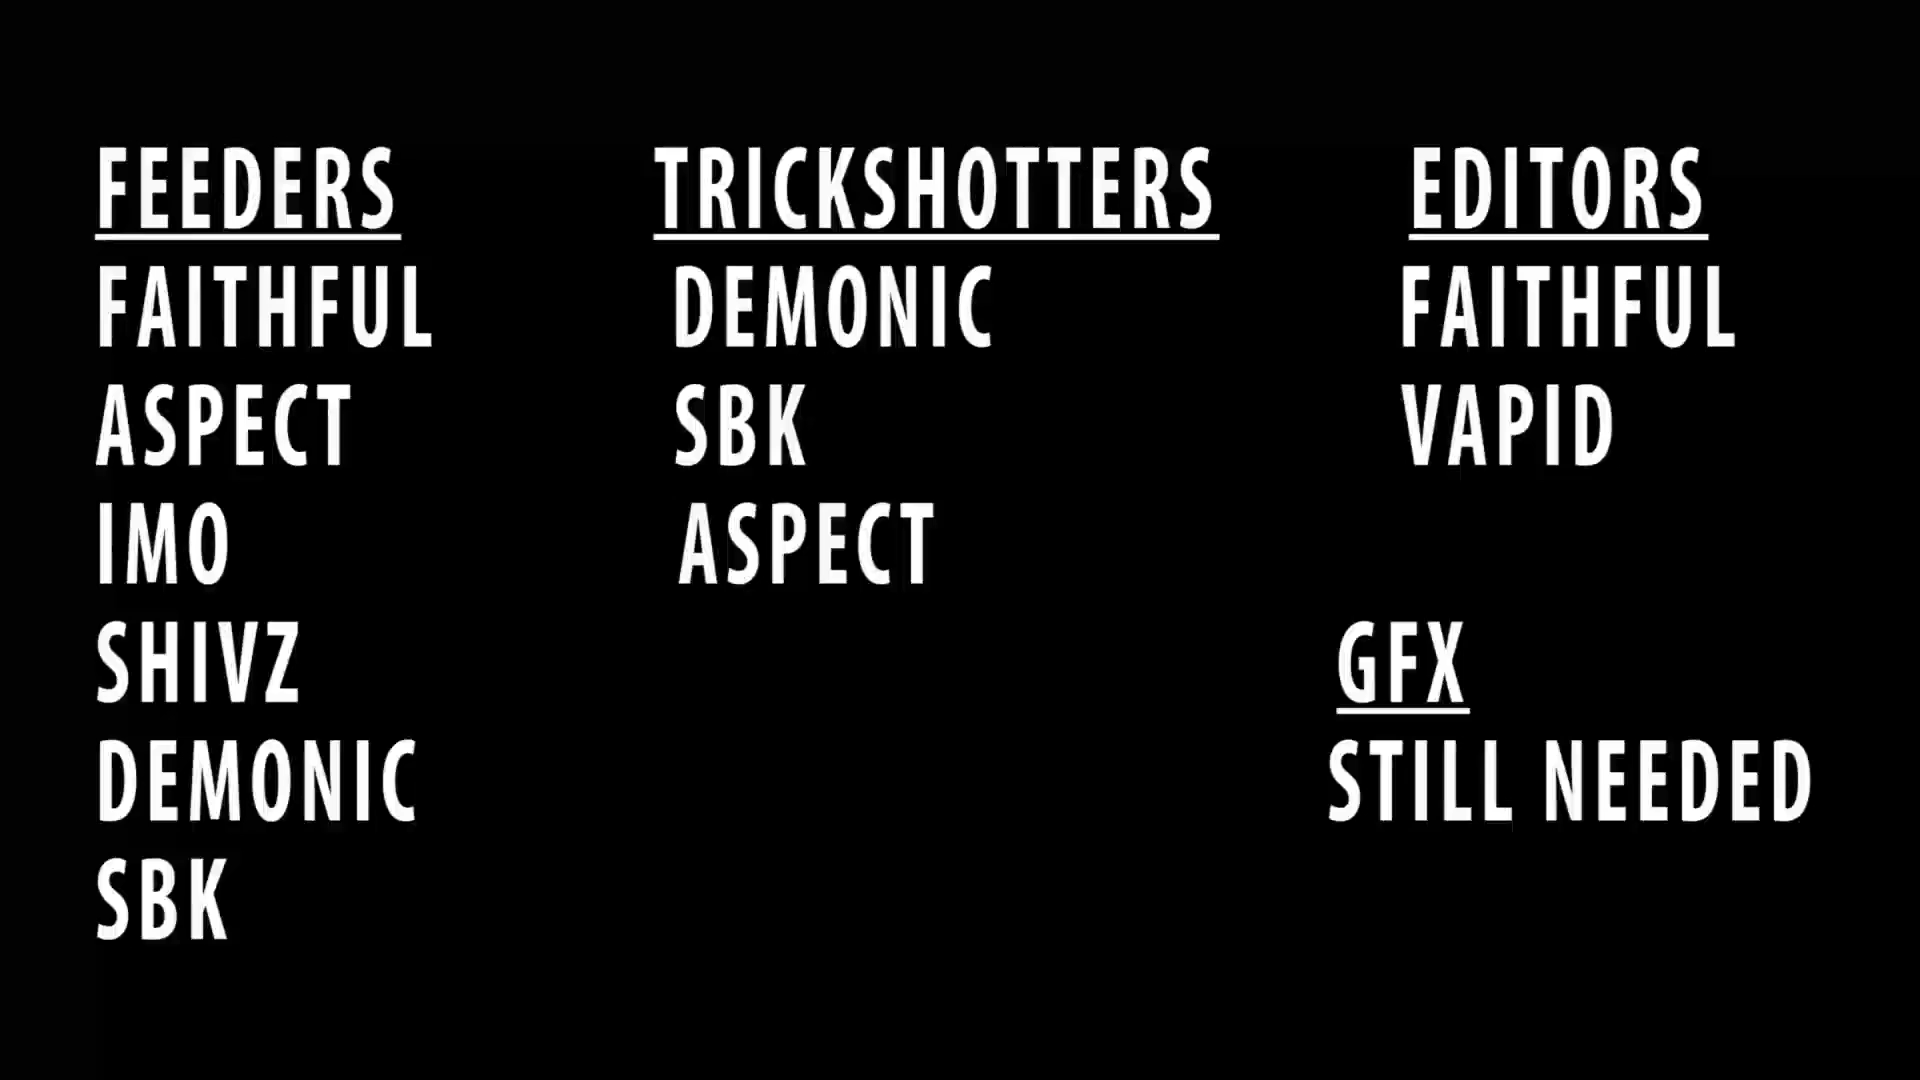 FEEDERS
FAITHFUL
ASPECT
IMO
SHIVZ
DEMONIC
SBK
TRICKSHOTTERS
DEMONIC
SBK
ASPECT
EDITORS
FAITHFUL
VAPID
GFX
STILL NEEDED